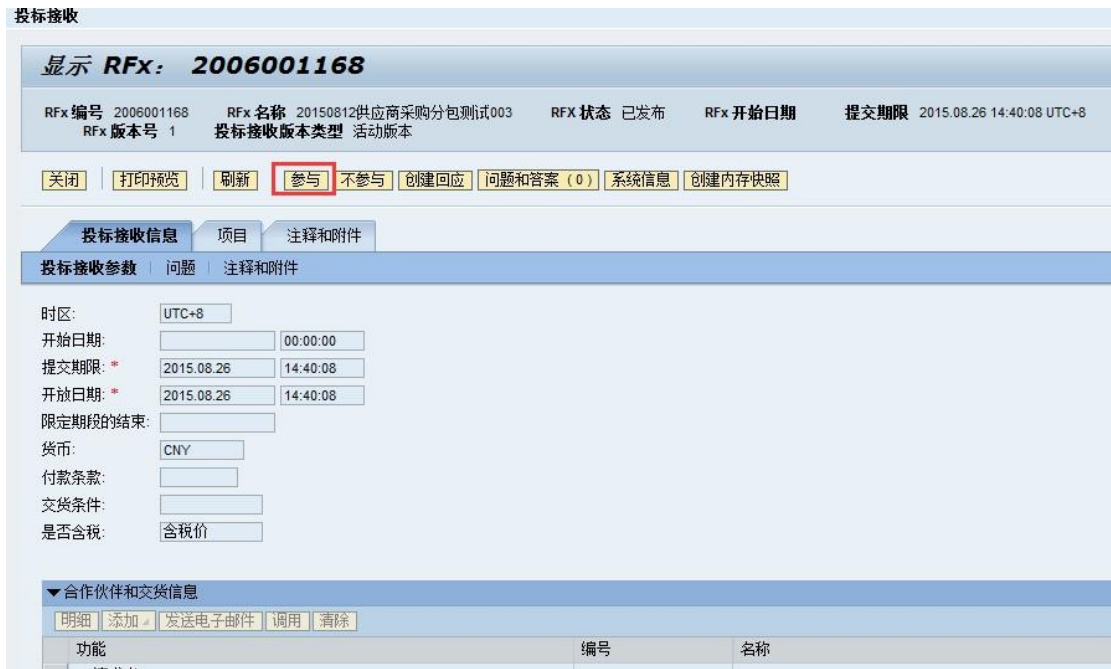 投标接收
显示 RFx： 2006001168
RFx 编号 2006001168 RFx 名称 20150812供应商采购分包测试003 RFX 状态 已发布 RFx 开始日期 提交期限 2015.08.26 14:40:08 UTC+8
RFx 版本号 1 投标接收版本类型 活动版本
关闭 打印预览 刷新 参与 不参与 创建回应 问题和答案（0） 系统信息 创建内存快照
投标接收信息 项目 注释和附件
投标接收参数 问题 注释和附件
时区: UTC+8
开始日期: 00:00:00
提交期限: * 2015.08.26 14:40:08
开放日期: * 2015.08.26 14:40:08
限定期段的结束:
货币: CNY
付款条款:
交货条件:
是否含税: 含税价
合作伙伴和交货信息
明细 添加 发送电子邮件 调用 清除
功能 编号 名称